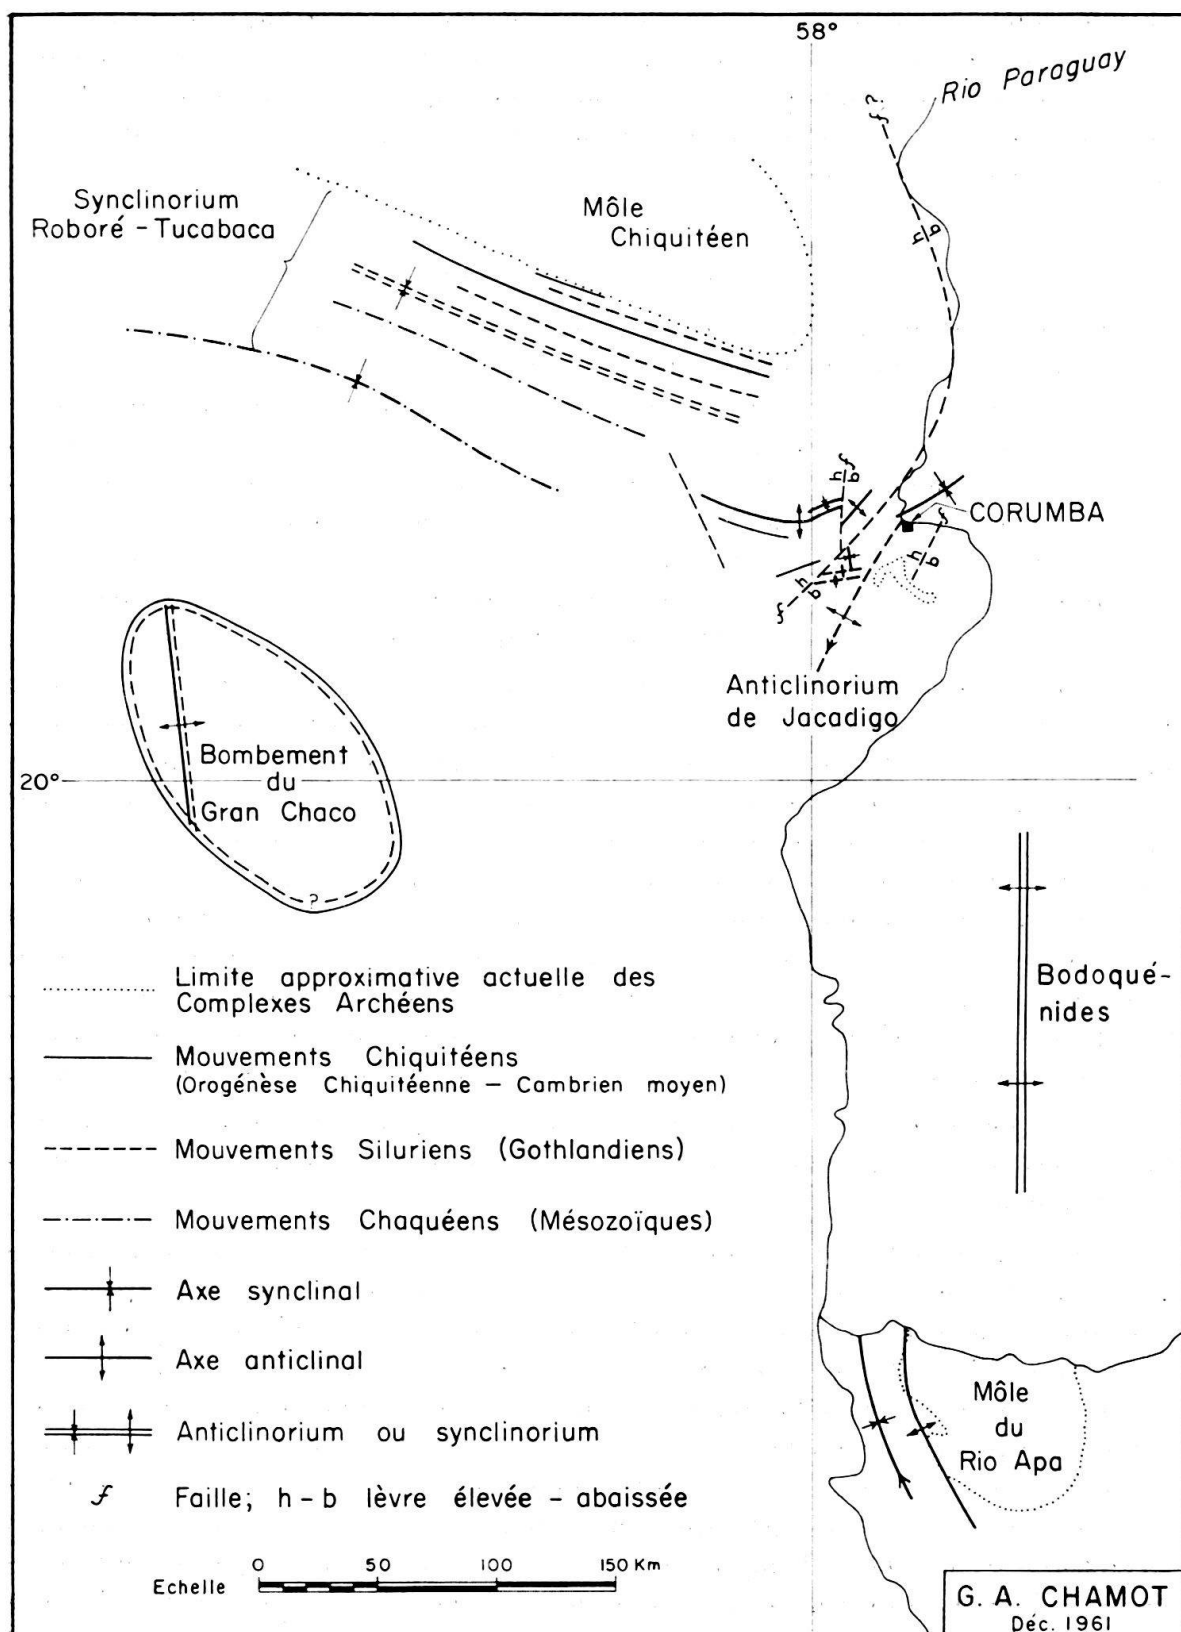 58°
Rio Paraguay
f ?
Synclinorium
Roboré - Tucabaca
Môle
Chiquitéen
h
b
f
h
b
CORUMBA
f
h
b
h
b
f
Anticlinorium
de Jacadigo
Bombement
du
Gran Chaco
20°
?
Bodoqué-
nides
Limite approximative actuelle des
Complexes Archéens
Mouvements Chiquitéens
(Orogénèse Chiquitéenne — Cambrien moyen)
Mouvements Siluriens (Gothlandiens)
Mouvements Chaquéens (Mésozoïques)
Axe synclinal
Axe anticlinal
Anticlinorium ou synclinorium
f Faille; h - b lèvre élevée - abaissée
Môle
du
Rio Apa
0 50 100 150 Km
Echelle
G. A. CHAMOT
Déc. 1961